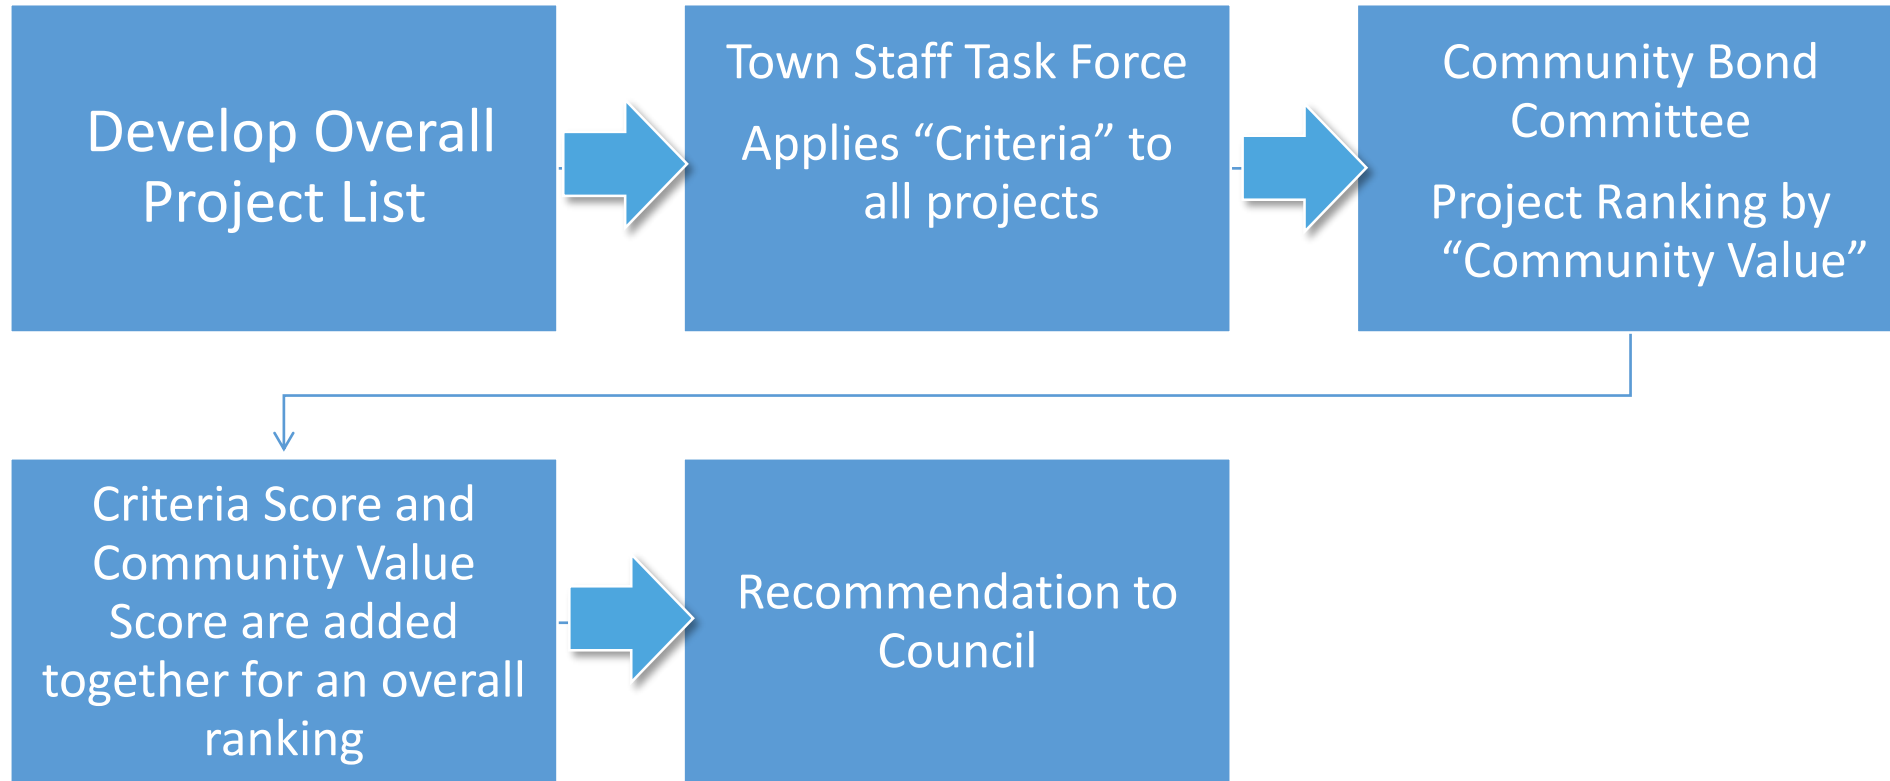 Develop Overall
Project List
Town Staff Task Force
Applies “Criteria” to
all projects
Community Bond
Committee
Project Ranking by
“Community Value”
Criteria Score and
Community Value
Score are added
together for an overall
ranking
Recommendation to
Council